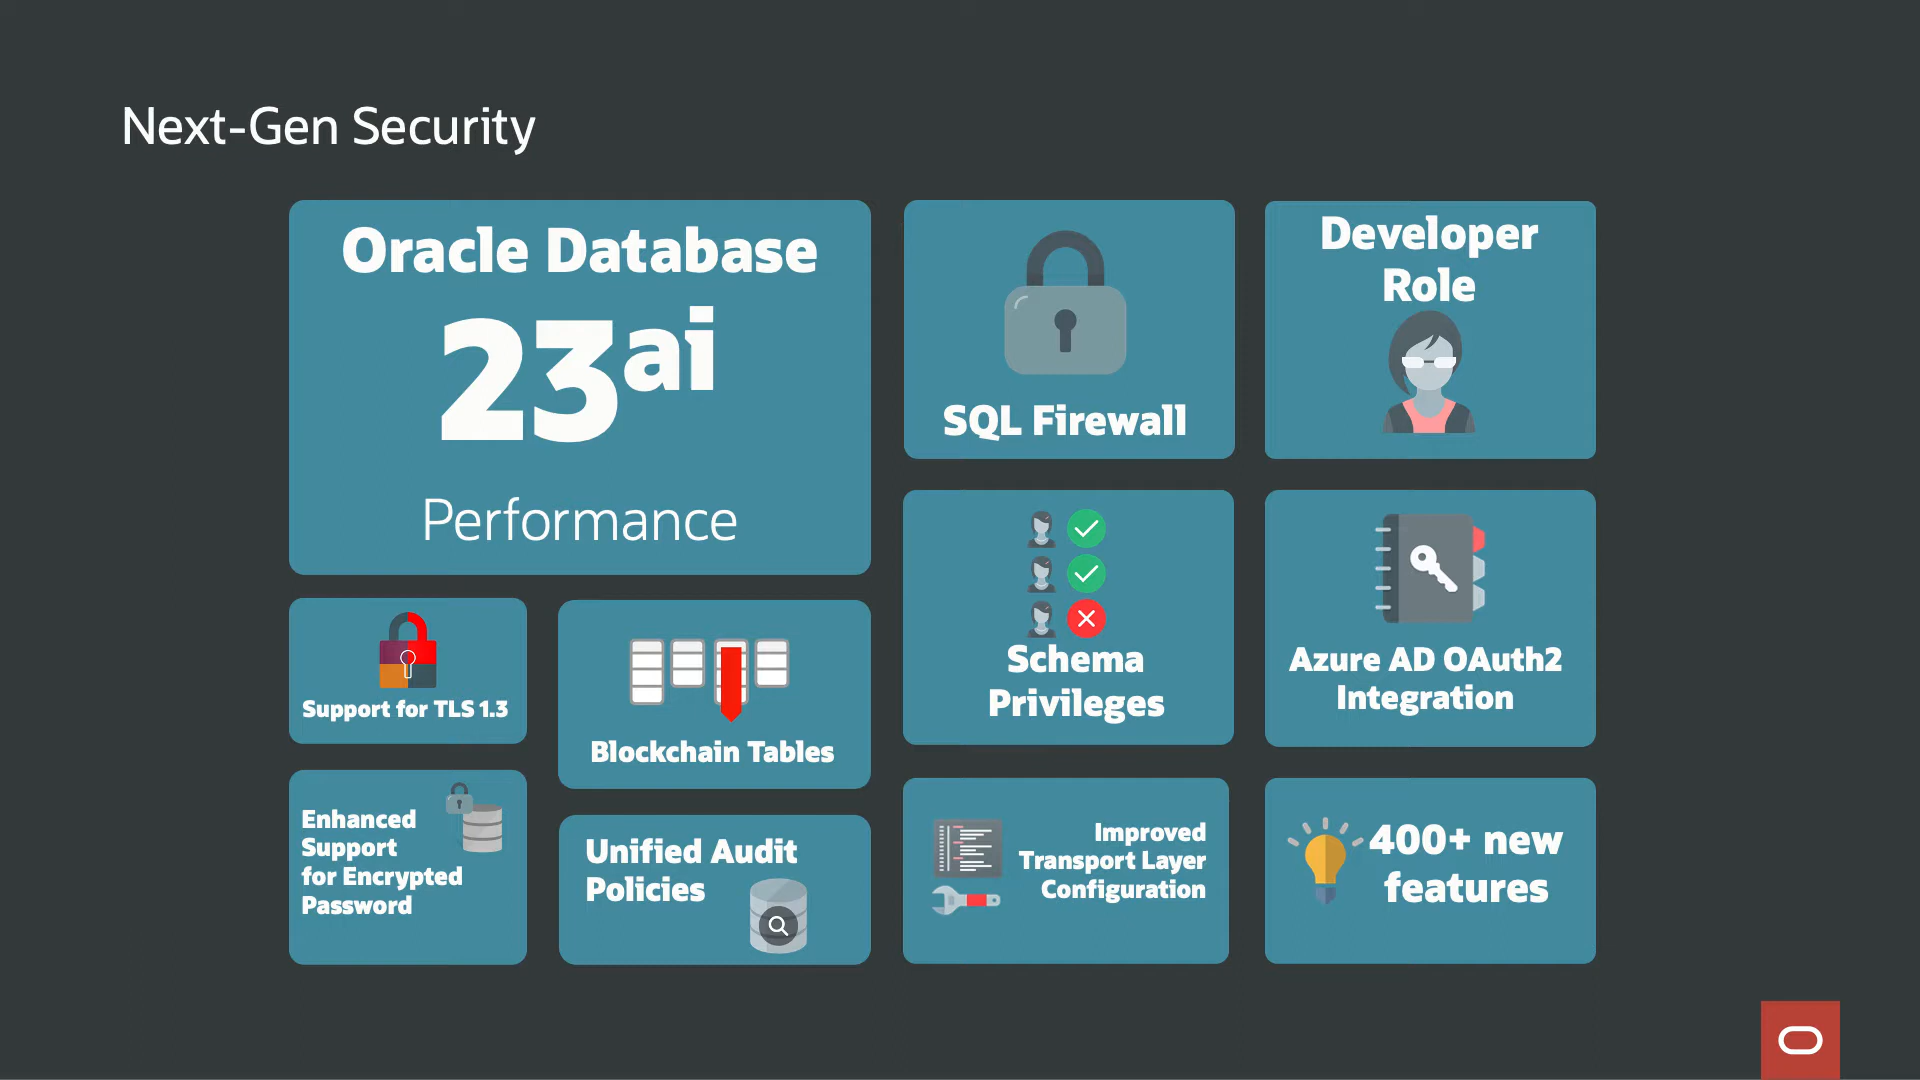 Next-Gen Security
Oracle Database
23ai
Performance
SQL Firewall
Developer
Role
Schema
Privileges
Azure AD OAuth2
Integration
Support for TLS 1.3
Blockchain Tables
Enhanced
Support
for Encrypted
Password
Unified Audit
Policies
Improved
Transport Layer
Configuration
400+ new
features